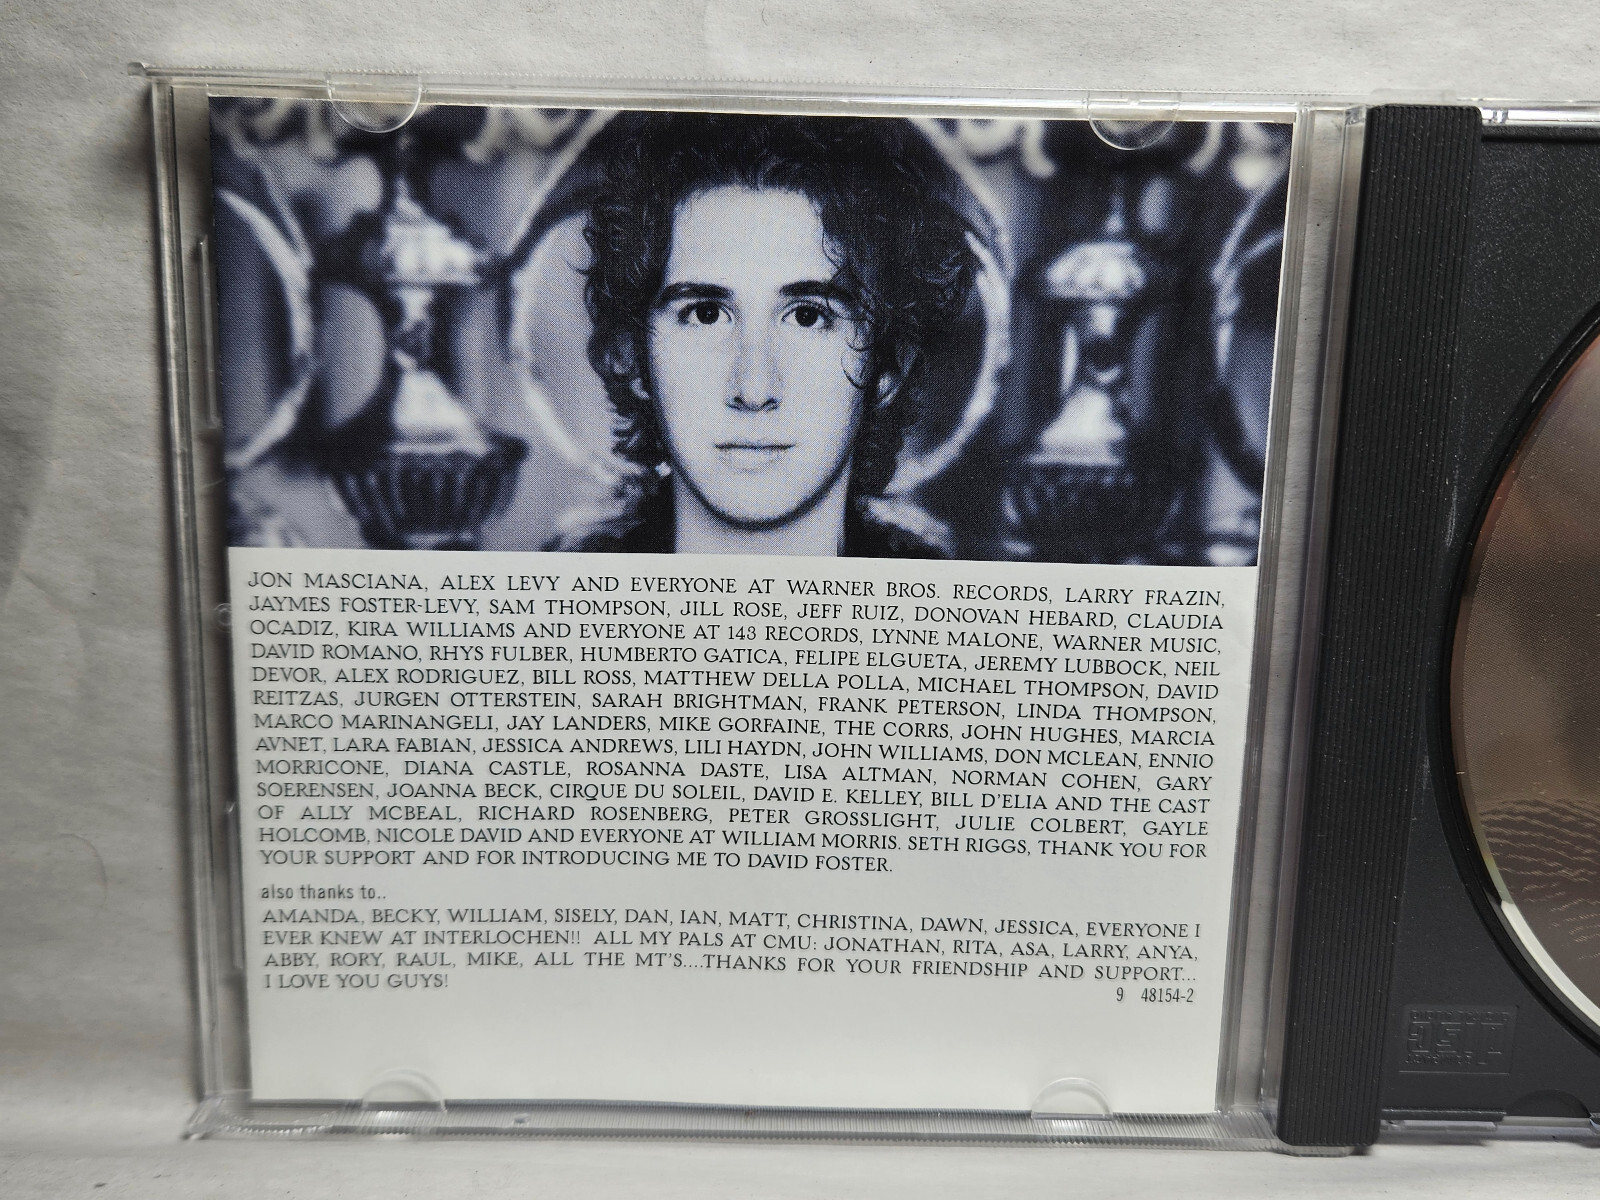 JON MASCIANA, ALEX LEVY AND EVERYONE AT WARNER BROS. RECORDS, LARRY FRAZIN,
JAYMES FOSTER-LEVY, SAM THOMPSON, JILL ROSE, JEFF RUIZ, DONOVAN HEBARD, CLAUDIA
OCADIZ, KIRA WILLIAMS AND EVERYONE AT 143 RECORDS, LYNNE MALONE, WARNER MUSIC,
DAVID ROMANO, RHYS FULBER, HUMBERTO GATICA, FELIPE ELGUETA, JEREMY LUBBOCK, NEIL
DEVOR, ALEX RODRIGUEZ, BILL ROSS, MATTHEW DELLA POLLA, MICHAEL THOMPSON, DAVID
REITZAS, JURGEN OTTERSTEIN, SARAH BRIGHTMAN, FRANK PETERSON, LINDA THOMPSON,
MARCO MARINANGELI, JAY LANDERS, MIKE GORFAINE, THE CORRS, JOHN HUGHES, MARCIA
AVNET, LARA FABIAN, JESSICA ANDREWS, LILI HAYDN, JOHN WILLIAMS, DON MCLEAN, ENNIO
MORRICONE, DIANA CASTLE, ROSANNA DASTE, LISA ALTMAN, NORMAN COHEN, GARY
SOERENSEN, JOANNA BECK, CIRQUE DU SOLEIL, DAVID E. KELLEY, BILL D'ELIA AND THE CAST
OF ALLY MCBEAL, RICHARD ROSENBERG, PETER GROSSLIGHT, JULIE COLBERT, GAYLE
HOLCOMB, NICOLE DAVID AND EVERYONE AT WILLIAM MORRIS. SETH RIGGS, THANK YOU FOR
YOUR SUPPORT AND FOR INTRODUCING ME TO DAVID FOSTER.
also thanks to..
AMANDA, BECKY, WILLIAM, SISELY, DAN, IAN, MATT, CHRISTINA, DAWN, JESSICA, EVERYONE I
EVER KNEW AT INTERLOCHEN!! ALL MY PALS AT CMU: JONATHAN, RITA, ASA, LARRY, ANYA,
ABBY, RORY, RAUL, MIKE, ALL THE MT'S....THANKS FOR YOUR FRIENDSHIP AND SUPPORT...
I LOVE YOU GUYS!
9 48154-2